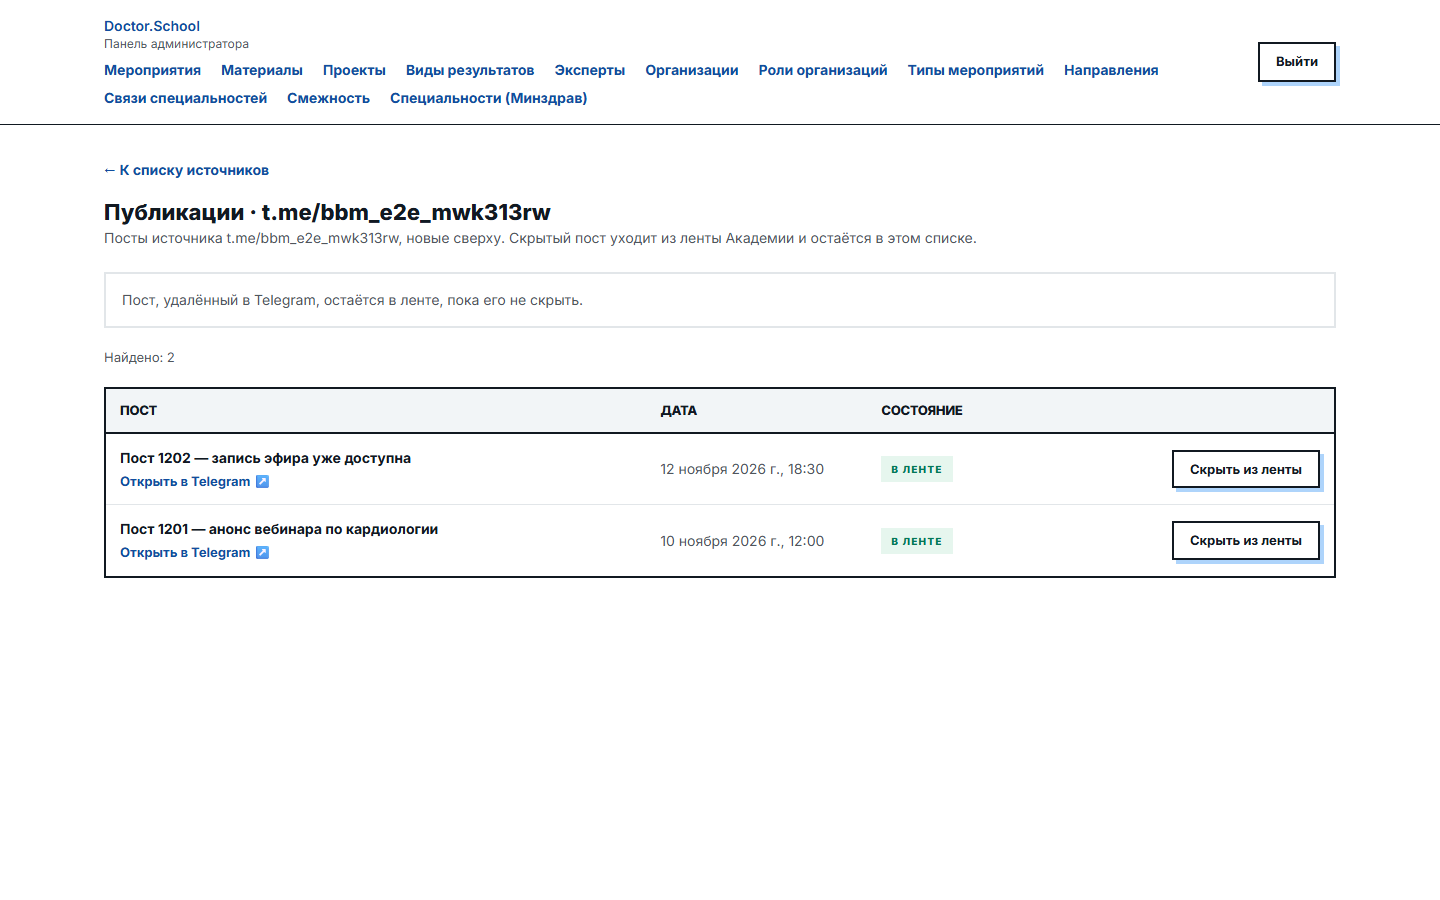 Doctor.School
Панель администратора
Мероприятия Материалы Проекты Виды результатов Эксперты Организации Роли организаций Типы мероприятий Направления
Связи специальностей Смежность Специальности (Минздрав)
Выйти
← К списку источников
Публикации · t.me/bbm_e2e_mwk313rw
Посты источника t.me/bbm_e2e_mwk313rw, новые сверху. Скрытый пост уходит из ленты Академии и остаётся в этом списке.
Пост, удалённый в Telegram, остаётся в ленте, пока его не скрыть.
Найдено: 2
ПОСТ ДАТА СОСТОЯНИЕ
Пост 1202 — запись эфира уже доступна
Открыть в Telegram ↗
12 ноября 2026 г., 18:30
В ЛЕНТЕ
Скрыть из ленты
Пост 1201 — анонс вебинара по кардиологии
Открыть в Telegram ↗
10 ноября 2026 г., 12:00
В ЛЕНТЕ
Скрыть из ленты